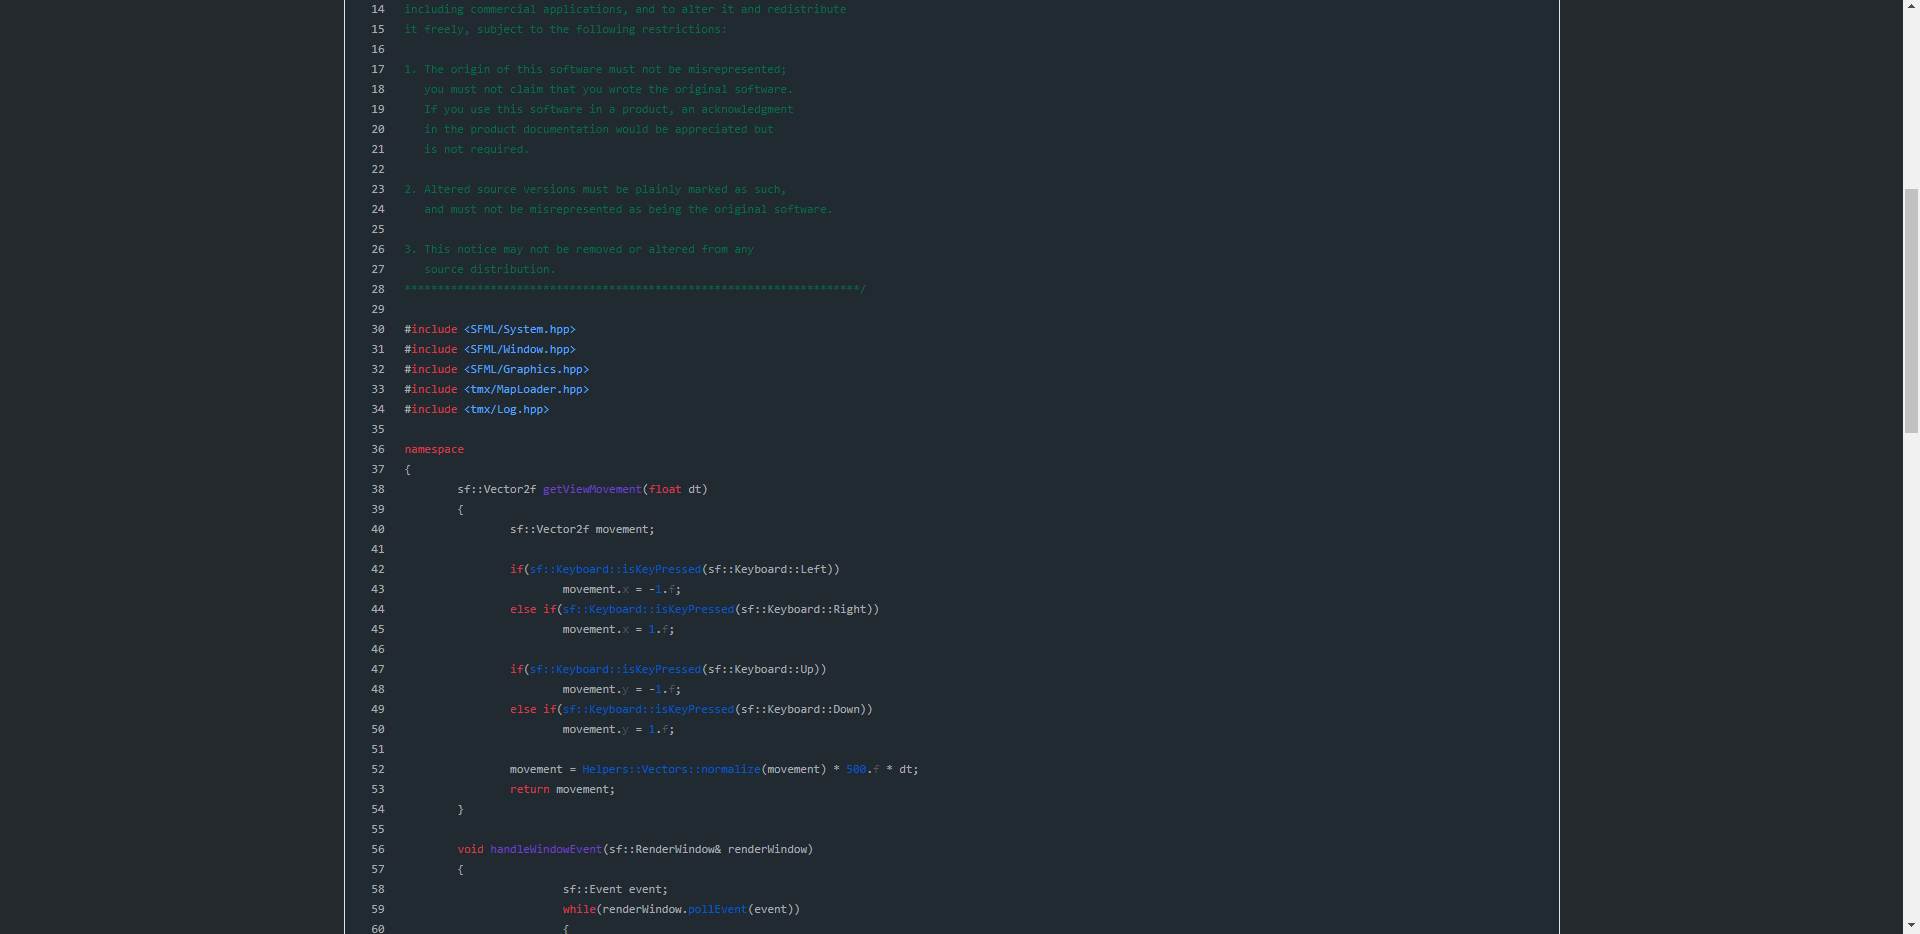 14 including commercial applications, and to alter it and redistribute
15 it freely, subject to the following restrictions:
16
17 1. The origin of this software must not be misrepresented;
18 you must not claim that you wrote the original software.
19 If you use this software in a product, an acknowledgment
20 in the product documentation would be appreciated but
21 is not required.
22
23 2. Altered source versions must be plainly marked as such,
24 and must not be misrepresented as being the original software.
25
26 3. This notice may not be removed or altered from any
27 source distribution.
28 *********************************************************************/
29
30 #include <SFML/System.hpp>
31 #include <SFML/Window.hpp>
32 #include <SFML/Graphics.hpp>
33 #include <tmx/MapLoader.hpp>
34 #include <tmx/Log.hpp>
35
36 namespace
37 {
38 sf::Vector2f getViewMovement(float dt)
39 {
40 sf::Vector2f movement;
41
42 if(sf::Keyboard::isKeyPressed(sf::Keyboard::Left))
43 movement.x = -1.f;
44 else if(sf::Keyboard::isKeyPressed(sf::Keyboard::Right))
45 movement.x = 1.f;
46
47 if(sf::Keyboard::isKeyPressed(sf::Keyboard::Up))
48 movement.y = -1.f;
49 else if(sf::Keyboard::isKeyPressed(sf::Keyboard::Down))
50 movement.y = 1.f;
51
52 movement = Helpers::Vectors::normalize(movement) * 500.f * dt;
53 return movement;
54 }
55
56 void handleWindowEvent(sf::RenderWindow& renderWindow)
57 {
58 sf::Event event;
59 while(renderWindow.pollEvent(event))
60 {